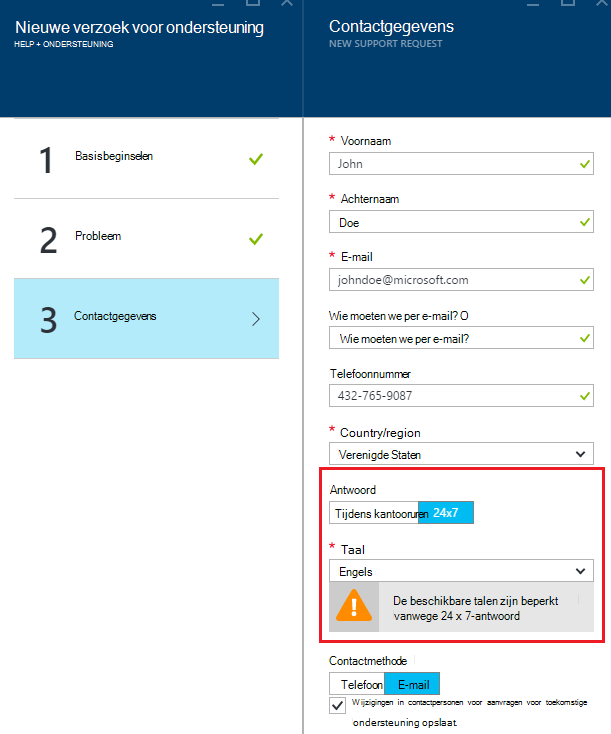 Nieuwe verzoek voor ondersteuning
HELP + ONDERSTEUNING
1 Basisbeginselen
2 Probleem
3 Contactgegevens
Contactgegevens
NEW SUPPORT REQUEST
* Voornaam
John
* Achternaam
Doe
* E-mail
johndoe@microsoft.com
Wie moeten we per e-mail? O
Wie moeten we per e-mail?
Telefoonnummer
432-765-9087
* Country/region
Verenigde Staten
Antwoord
Tijdens kantooruren 24x7
* Taal
Engels
De beschikbare talen zijn beperkt
vanwege 24 x 7-antwoord
Contactmethode
Telefoon E-mail
Wijzigingen in contactpersonen voor aanvragen voor toekomstige
ondersteuning opslaat.